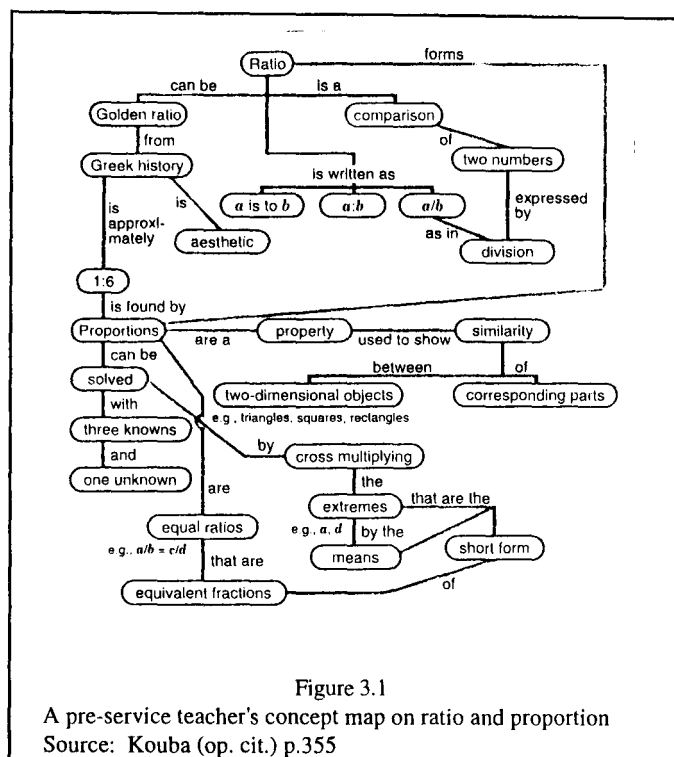 Ratio
forms
can be
is a
Golden ratio
comparison
from
of
Greek history
two numbers
is written as
is
approxi-
mately
is
a is to b
a:b
a/b
expressed
by
as in
aesthetic
division
1:6
is found by
Proportions
are a
property
used to show
similarity
can be
between
of
solved
two-dimensional objects
corresponding parts
with
e.g., triangles, squares, rectangles
three knowns
by
cross multiplying
and
the
one unknown
are
extremes
that are the
equal ratios
e.g., a, d
by the
e.g., a/b = c/d
that are
means
short form
equivalent fractions
of
Figure 3.1
A pre-service teacher's concept map on ratio and proportion
Source: Kouba (op. cit.) p.355